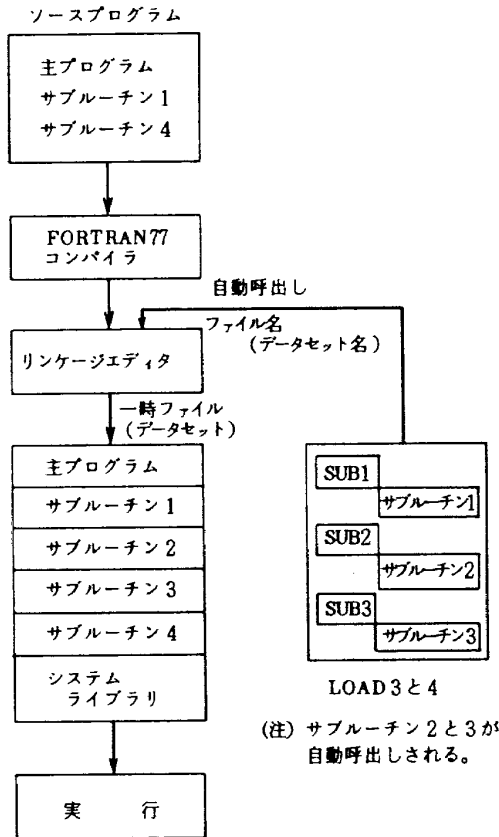 ソースプログラム
主プログラム
サブルーチン1
サブルーチン4
FORTRAN77
コンパイラ
自動呼出し
ファイル名
(データセット名)
リンケージエディタ
一時ファイル
(データセット)
主プログラム
サブルーチン1
サブルーチン2
サブルーチン3
サブルーチン4
システム
ライブラリ
実行
SUB1
サブルーチン1
SUB2
サブルーチン2
SUB3
サブルーチン3
LOAD3と4
(注) サブルーチン2と3が
自動呼出しされる。